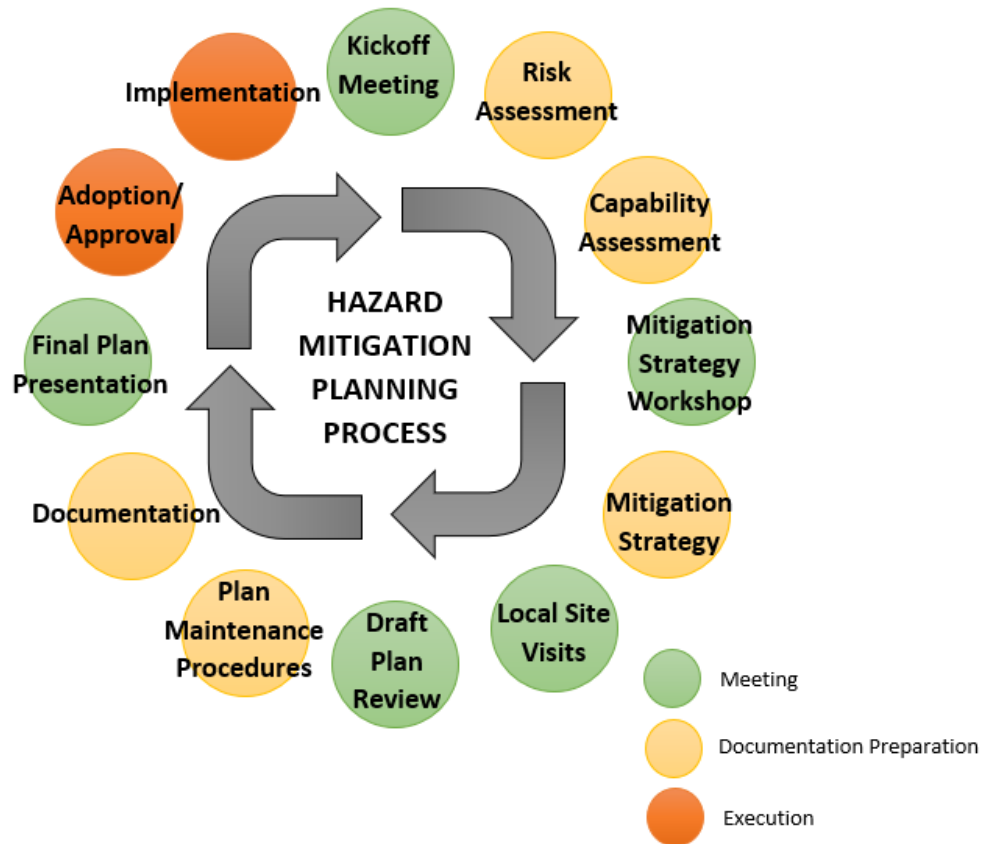 Kickoff
Meeting
Risk
Assessment
Capability
Assessment
Mitigation
Strategy
Workshop
Mitigation
Strategy
Local Site
Visits
Draft
Plan
Review
Plan
Maintenance
Procedures
Documentation
Final Plan
Presentation
Adoption/
Approval
Implementation
HAZARD
MITIGATION
PLANNING
PROCESS
Meeting
Documentation Preparation
Execution